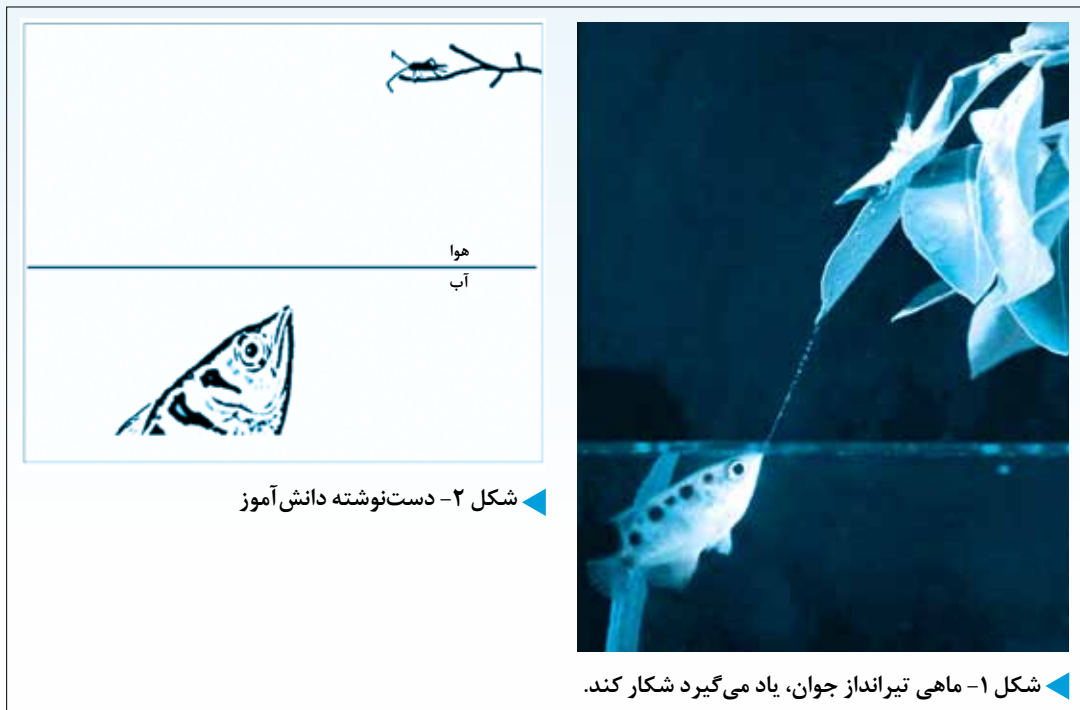 هوا
آب
شکل ۲– دست‌نوشته دانش‌آموز
شکل ۱– ماهی تیرانداز جوان، یاد می‌گیرد شکار کند.